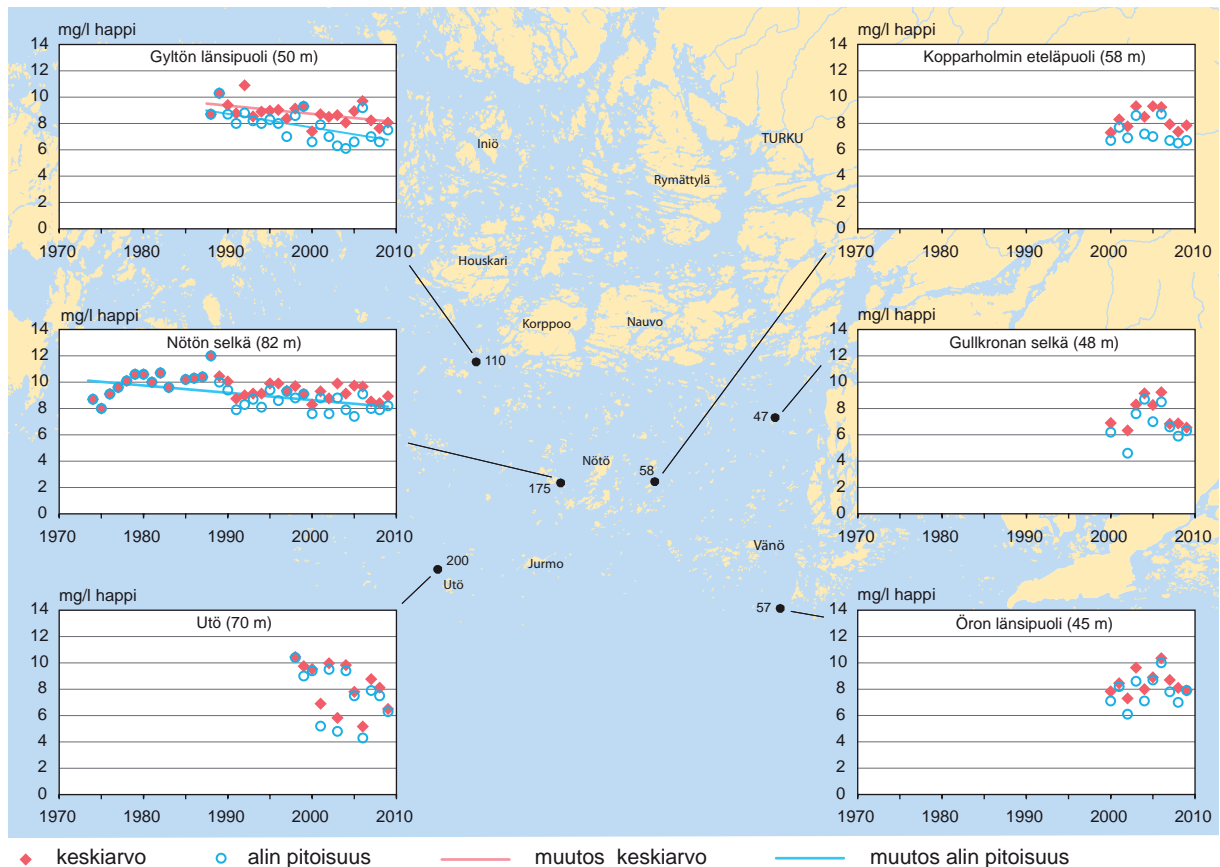 mg/l happi
14
12
10
8
6
4
2
0
Gyltön länsipuoli (50 m)
1970 1980 1990 2000 2010
mg/l happi
14
12
10
8
6
4
2
0
Kopparholmin eteläpuoli (58 m)
1970 1980 1990 2000 2010
Iniö
TURKU
Rymättylä
Houskari
Korppoo
Nauvo
110
mg/l happi
14
12
10
8
6
4
2
0
Nötön selkä (82 m)
1970 1980 1990 2000 2010
mg/l happi
14
12
10
8
6
4
2
0
Gullkronan selkä (48 m)
1970 1980 1990 2000 2010
47
Nötö
58
175
Vänö
200
Jurmo
Utö
57
mg/l happi
14
12
10
8
6
4
2
0
Utö (70 m)
1970 1980 1990 2000 2010
mg/l happi
14
12
10
8
6
4
2
0
Öron länsipuoli (45 m)
1970 1980 1990 2000 2010
keskiarvo alin pitoisuus muutos keskiarvo muutos alin pitoisuus